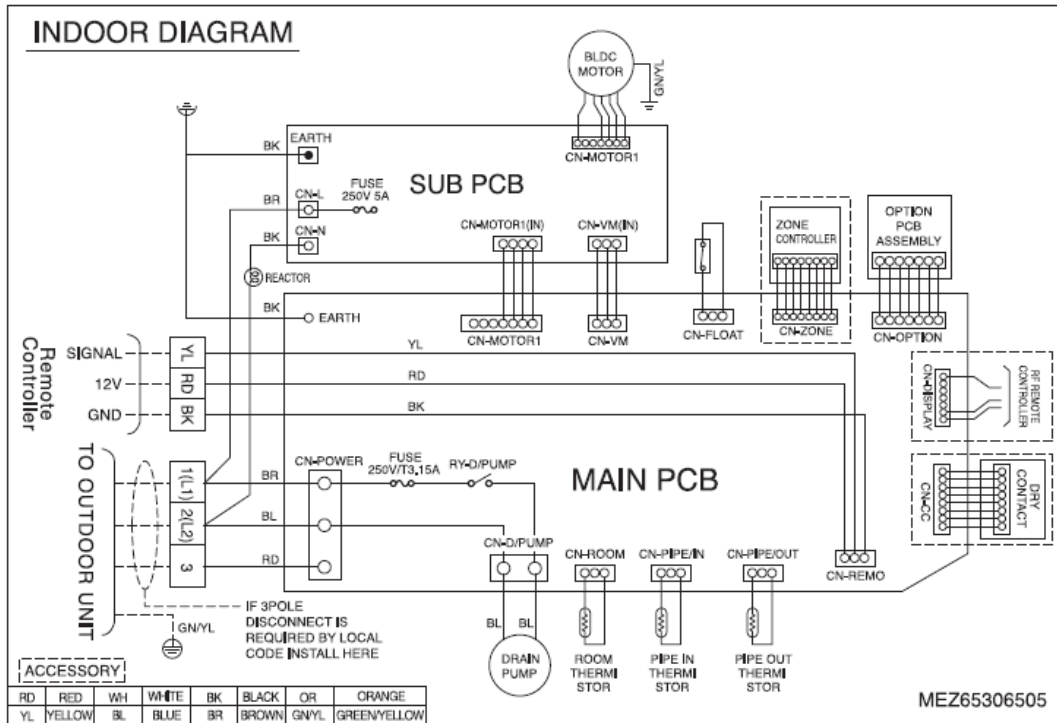 INDOOR DIAGRAM
BLDC
MOTOR
GN/YL
CN-MOTOR1
EARTH
BK
SUB PCB
FUSE
250V 5A
BR
CN-L
BK
CN-N
REACTOR
CN-MOTOR1(IN)
CN-VM(IN)
ZONE
CONTROLLER
OPTION
PCB
ASSEMBLY
BK
EARTH
CN-MOTOR1
CN-VM
CN-FLOAT
CN-ZONE
CN-OPTION
Remote
Controller
SIGNAL
YL
YL
12V
RD
RD
GND
BK
BK
CN-DISPLAY
RF REMOTE
CONTROLLER
CN-CC
DRY
CONTACT
TO OUTDOOR UNIT
1(L1)
2(L2)
3
CN-POWER
BR
BL
RD
FUSE
250V/T3.15A
RY-D/PUMP
MAIN PCB
CN-D/PUMP
CN-ROOM
CN-PIPE/IN
CN-PIPE/OUT
CN-REMO
GN/YL
IF 3POLE
DISCONNECT IS
REQUIRED BY LOCAL
CODE INSTALL HERE
BL
BL
DRAIN
PUMP
ROOM
THERMI
STOR
PIPE IN
THERMI
STOR
PIPE OUT
THERMI
STOR
ACCESSORY
RD RED WH WHITE BK BLACK OR ORANGE
YL YELLOW BL BLUE BR BROWN GN/YL GREEN/YELLOW
MEZ65306505